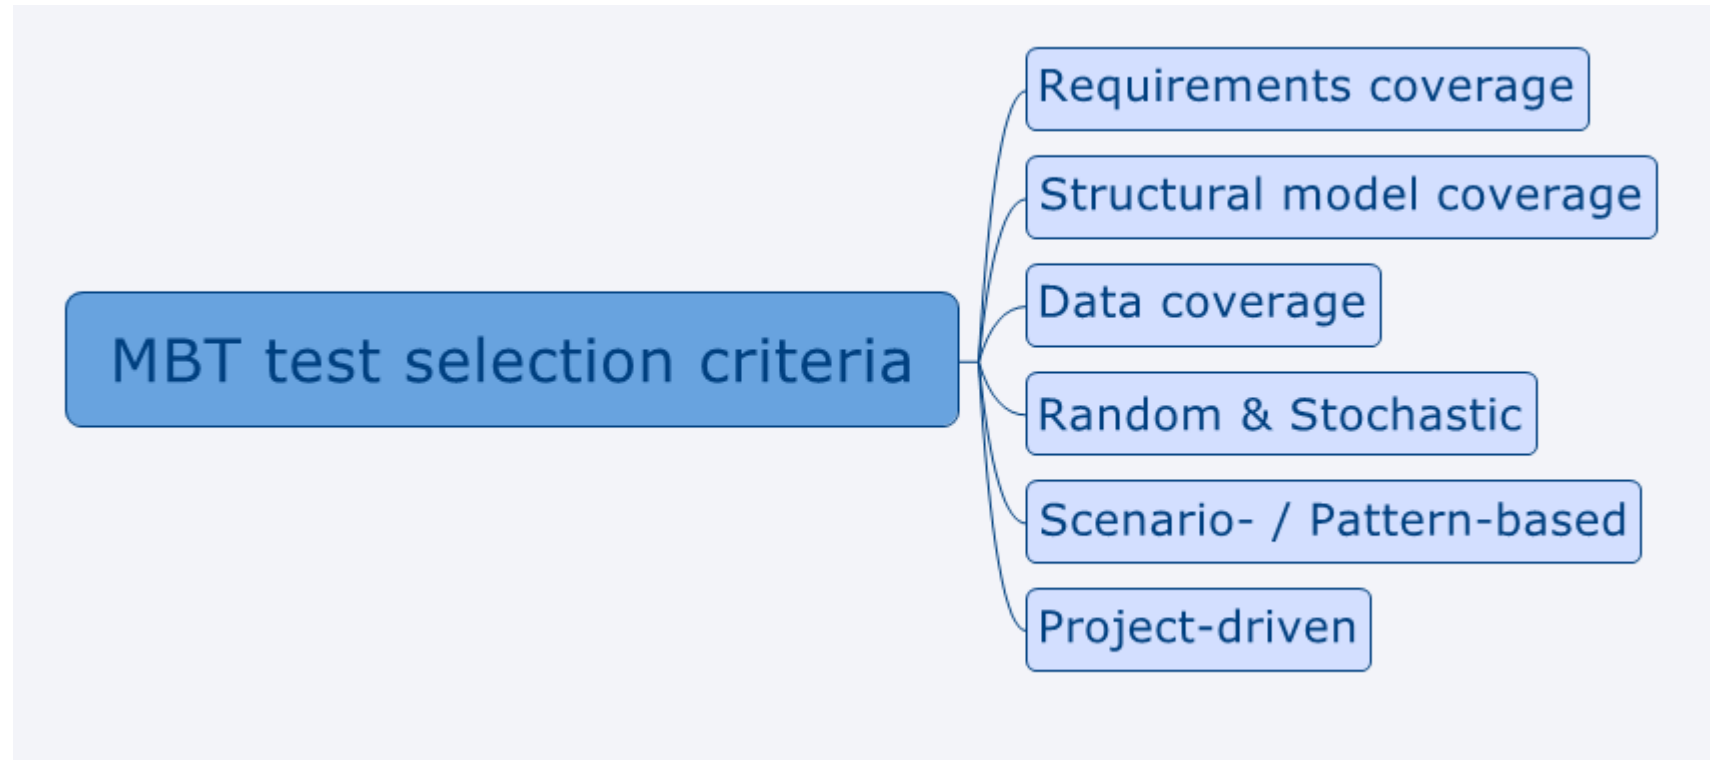 MBT test selection criteria
Requirements coverage
Structural model coverage
Data coverage
Random & Stochastic
Scenario- / Pattern-based
Project-driven